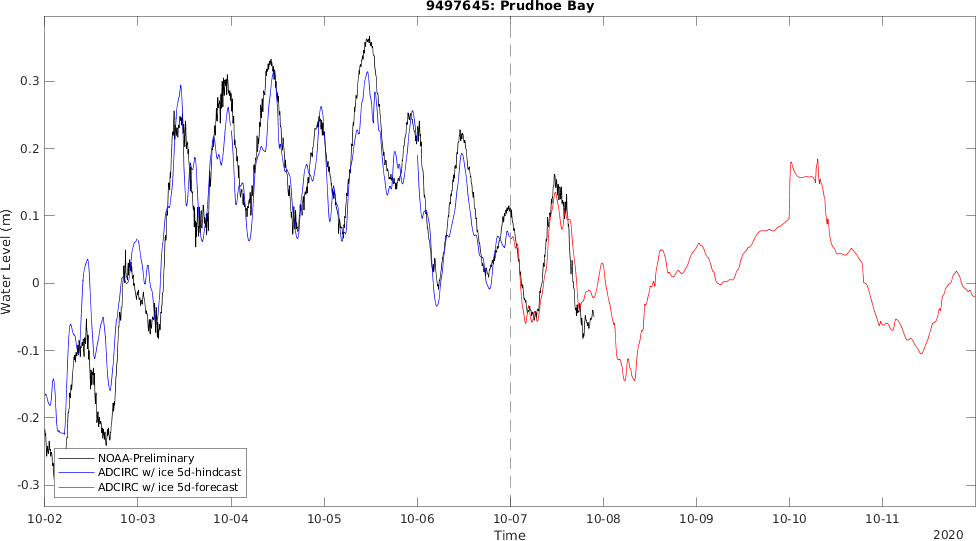 9497645: Prudhoe Bay
Water Level (m)
0.3
0.2
0.1
0
-0.1
-0.2
-0.3
NOAA-Preliminary
ADCIRC w/ ice 5d-hindcast
ADCIRC w/ ice 5d-forecast
10-02 10-03 10-04 10-05 10-06 10-07 10-08 10-09 10-10 10-11
Time
2020